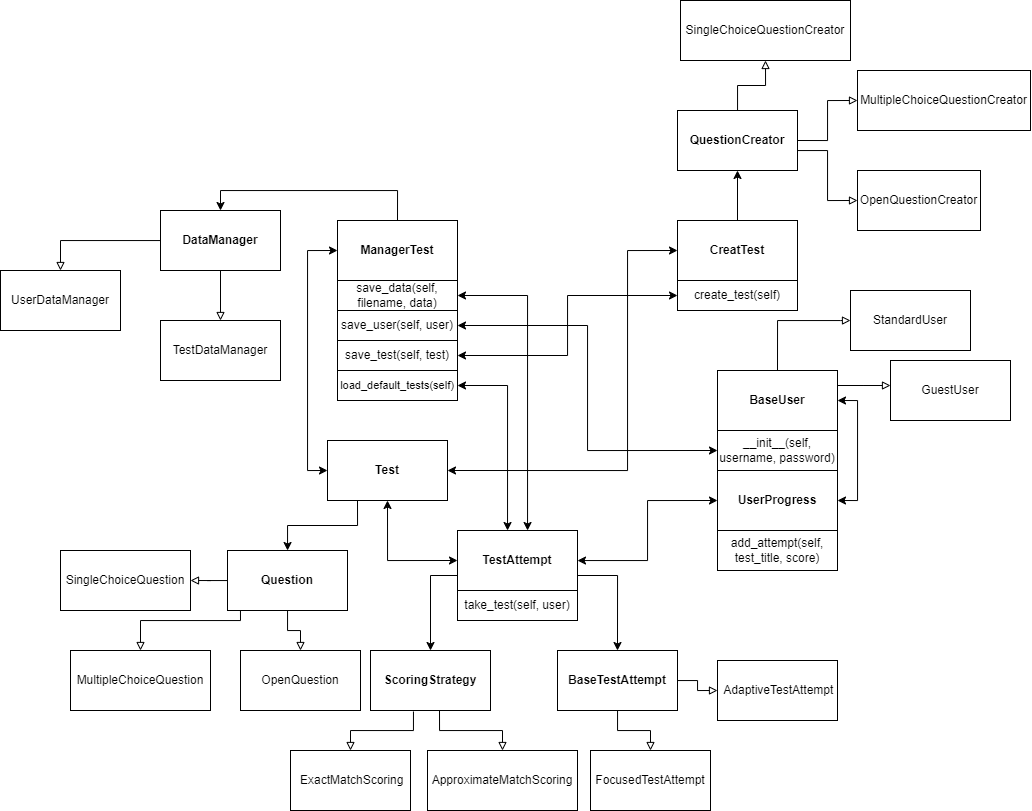 SingleChoiceQuestionCreator
MultipleChoiceQuestionCreator
QuestionCreator
OpenQuestionCreator
DataManager
ManagerTest
CreatTest
UserDataManager
save_data(self,
filename, data)
create_test(self)
save_user(self, user)
StandardUser
TestDataManager
save_test(self, test)
load_default_tests(self)
BaseUser
GuestUser
__init__(self,
username, password)
Test
UserProgress
add_attempt(self,
test_title, score)
SingleChoiceQuestion
Question
TestAttempt
take_test(self, user)
MultipleChoiceQuestion
OpenQuestion
ScoringStrategy
BaseTestAttempt
AdaptiveTestAttempt
ExactMatchScoring
ApproximateMatchScoring
FocusedTestAttempt